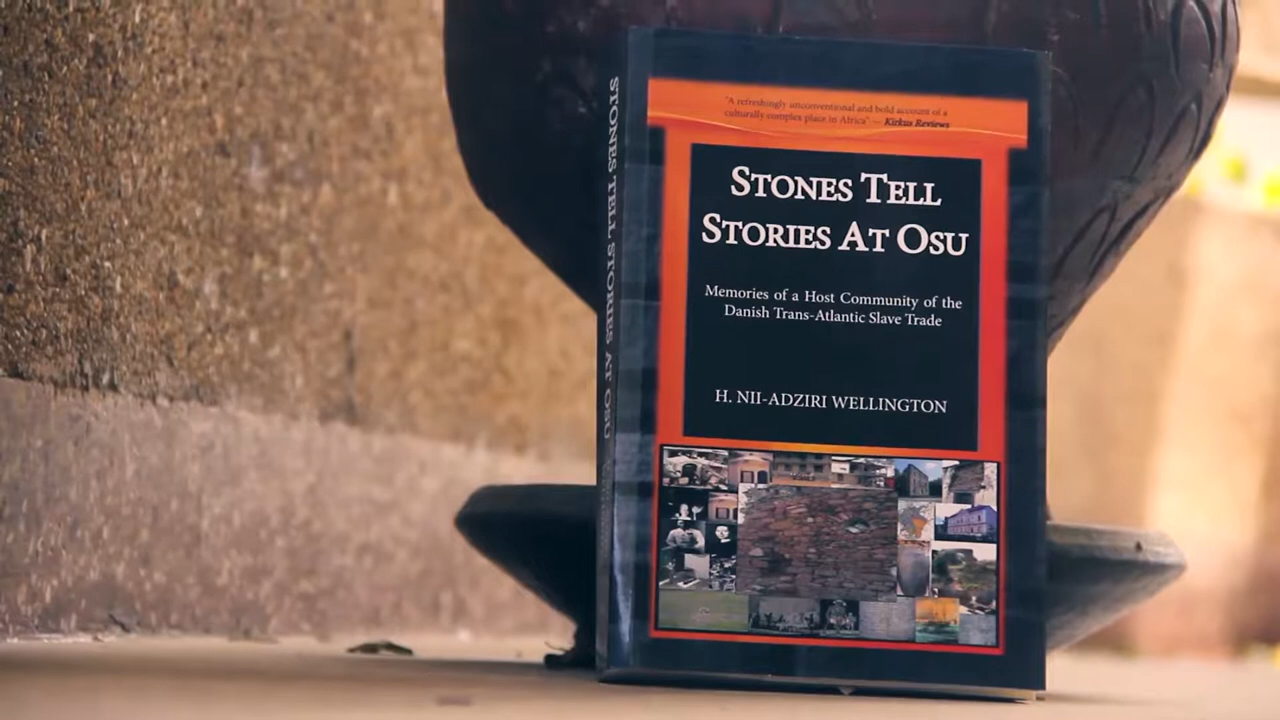 "A refreshingly unconventional and bold account of a
culturally complex place in Africa" — Kirkus Reviews
STONES TELL
STORIES AT OSU
Memories of a Host Community of the
Danish Trans-Atlantic Slave Trade
H. NII-ADZIRI WELLINGTON
STONES TELL STORIES AT OSU